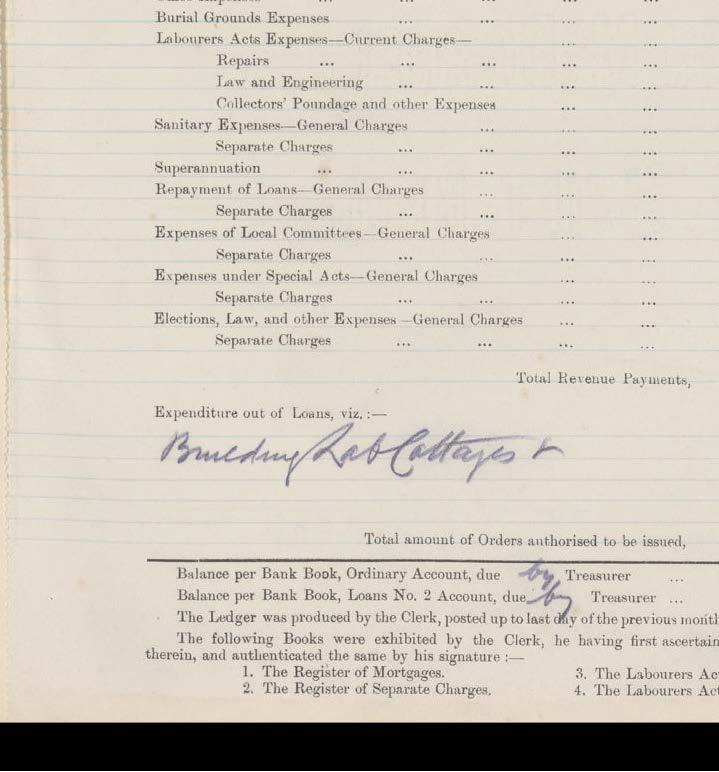 Burial Grounds Expenses ... ... ... ...
Labourers Acts Expenses—Current Charges— ... ...
Repairs ... ... ... ... ...
Law and Engineering ... ... ... ...
Collectors' Poundage and other Expenses ... ...
Sanitary Expenses—General Charges ... ... ...
Separate Charges ... ... ... ...
Superannuation ... ... ... ... ...
Repayment of Loans—General Charges ... ... ...
Separate Charges ... ... ... ...
Expenses of Local Committees—General Charges ... ...
Separate Charges ... ... ... ...
Expenses under Special Acts—General Charges ... ...
Separate Charges ... ... ... ...
Elections, Law, and other Expenses—General Charges ... ...
Separate Charges ... ... ... ...
Total Revenue Payments,
Expenditure out of Loans, viz.:—
Building Lab Cottages &
Total amount of Orders authorised to be issued,
Balance per Bank Book, Ordinary Account, due by Treasurer ...
Balance per Bank Book, Loans No. 2 Account, due by Treasurer ...
The Ledger was produced by the Clerk, posted up to last day of the previous month
The following Books were exhibited by the Clerk, he having first ascertain
therein, and authenticated the same by his signature :—
1. The Register of Mortgages. 3. The Labourers Ac
2. The Register of Separate Charges. 4. The Labourers Act